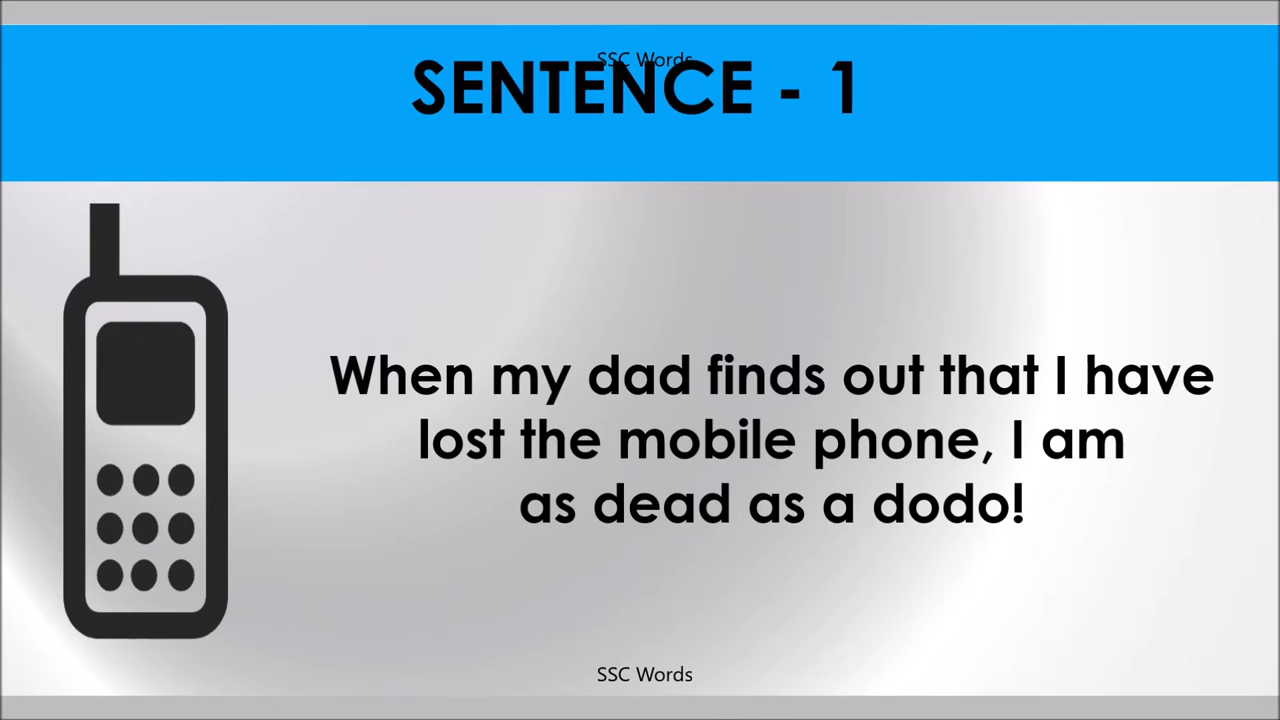 SSC Words
SENTENCE - 1
When my dad finds out that I have
lost the mobile phone, I am
as dead as a dodo!
SSC Words